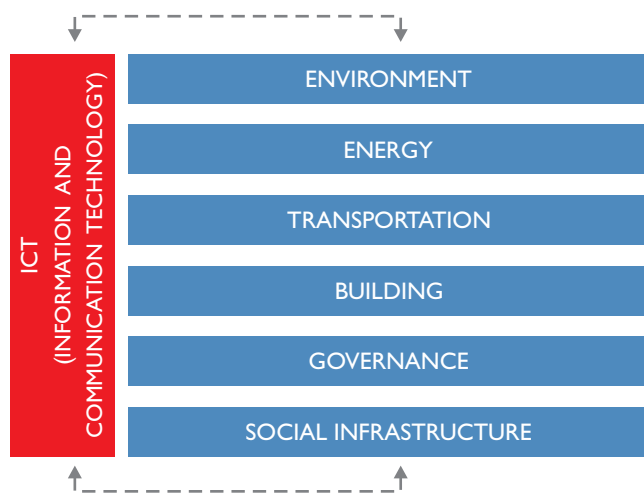 ICT
(INFORMATION AND
COMMUNICATION TECHNOLOGY)
ENVIRONMENT
ENERGY
TRANSPORTATION
BUILDING
GOVERNANCE
SOCIAL INFRASTRUCTURE